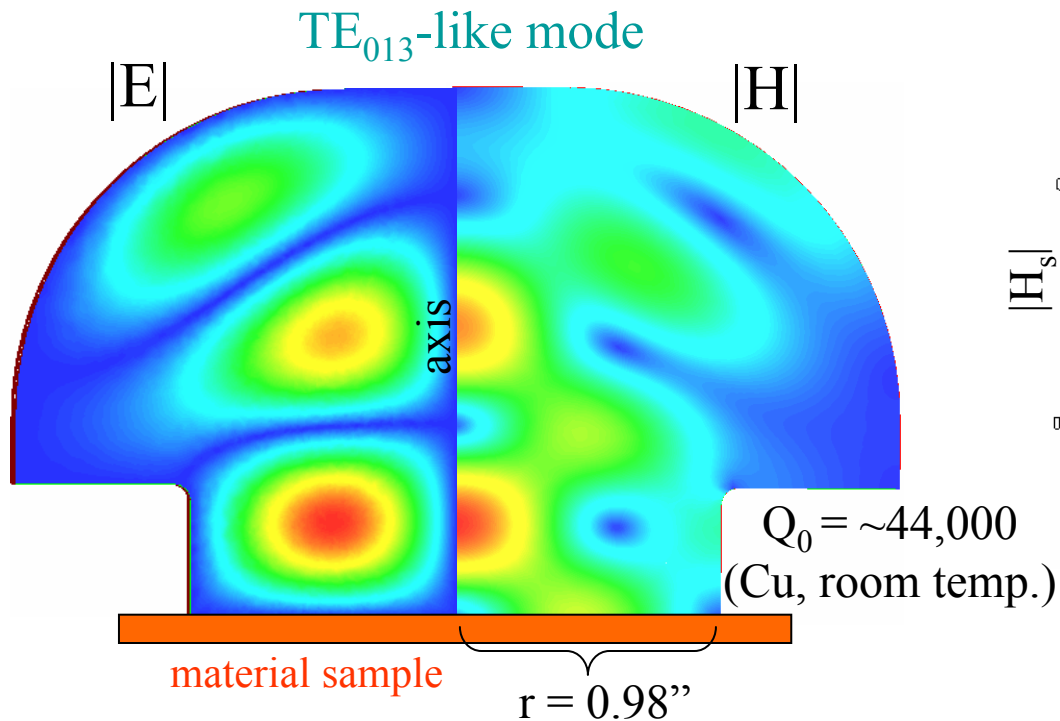 TE₀₁₃-like mode
|E|
|H|
axis
|Hₛ|
Q₀ = ~44,000
(Cu, room temp.)
material sample
r = 0.98”